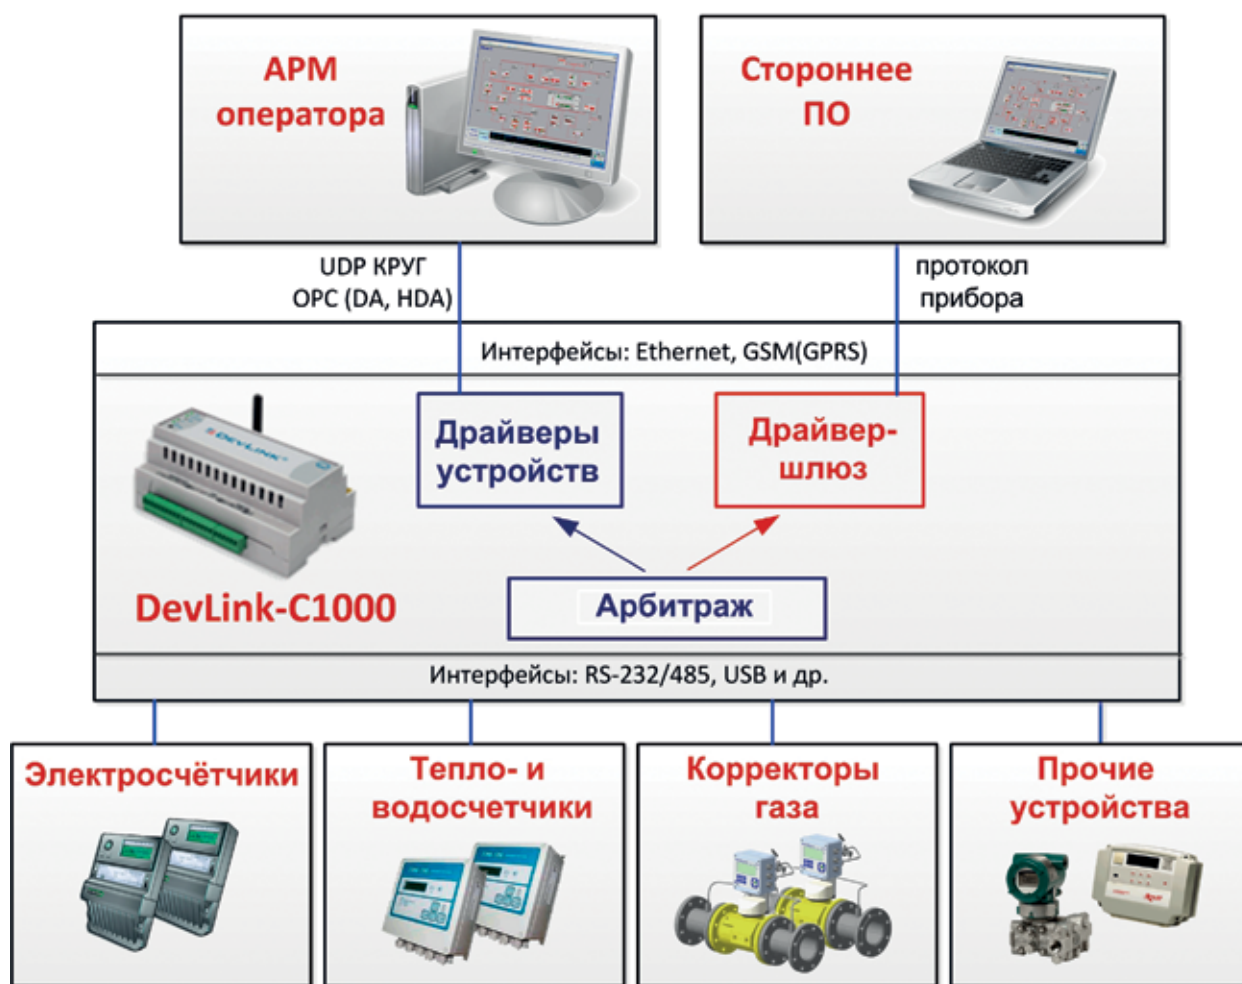 АРМ
оператора
Стороннее
ПО
UDP КРУГ
OPC (DA, HDA)
протокол
прибора
Интерфейсы: Ethernet, GSM(GPRS)
DEVLINK®
Драйверы
устройств
Драйвер-
шлюз
DevLink-C1000
Арбитраж
Интерфейсы: RS-232/485, USB и др.
Электросчётчики
Тепло- и
водосчетчики
Корректоры
газа
Прочие
устройства